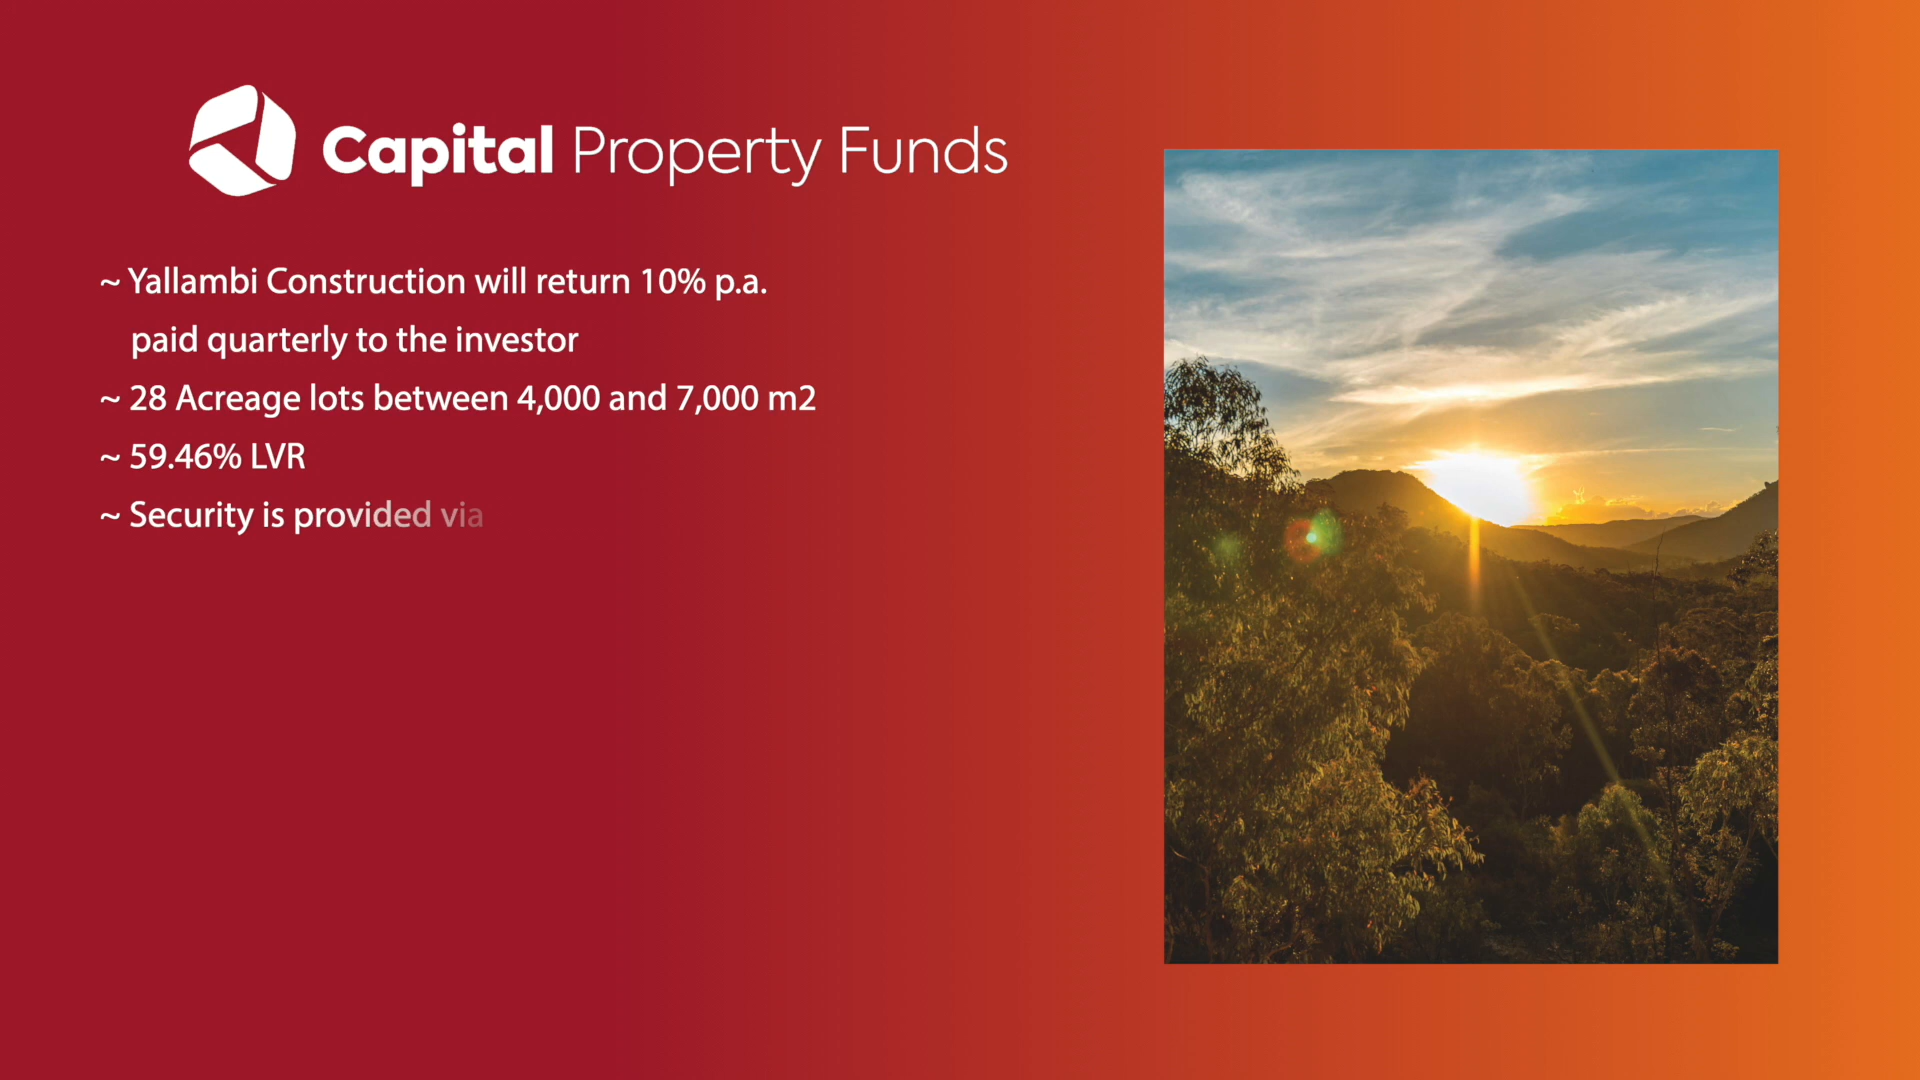 Capital Property Funds
~ Yallambi Construction will return 10% p.a.
paid quarterly to the investor
~ 28 Acreage lots between 4,000 and 7,000 m2
~ 59.46% LVR
~ Security is provided via